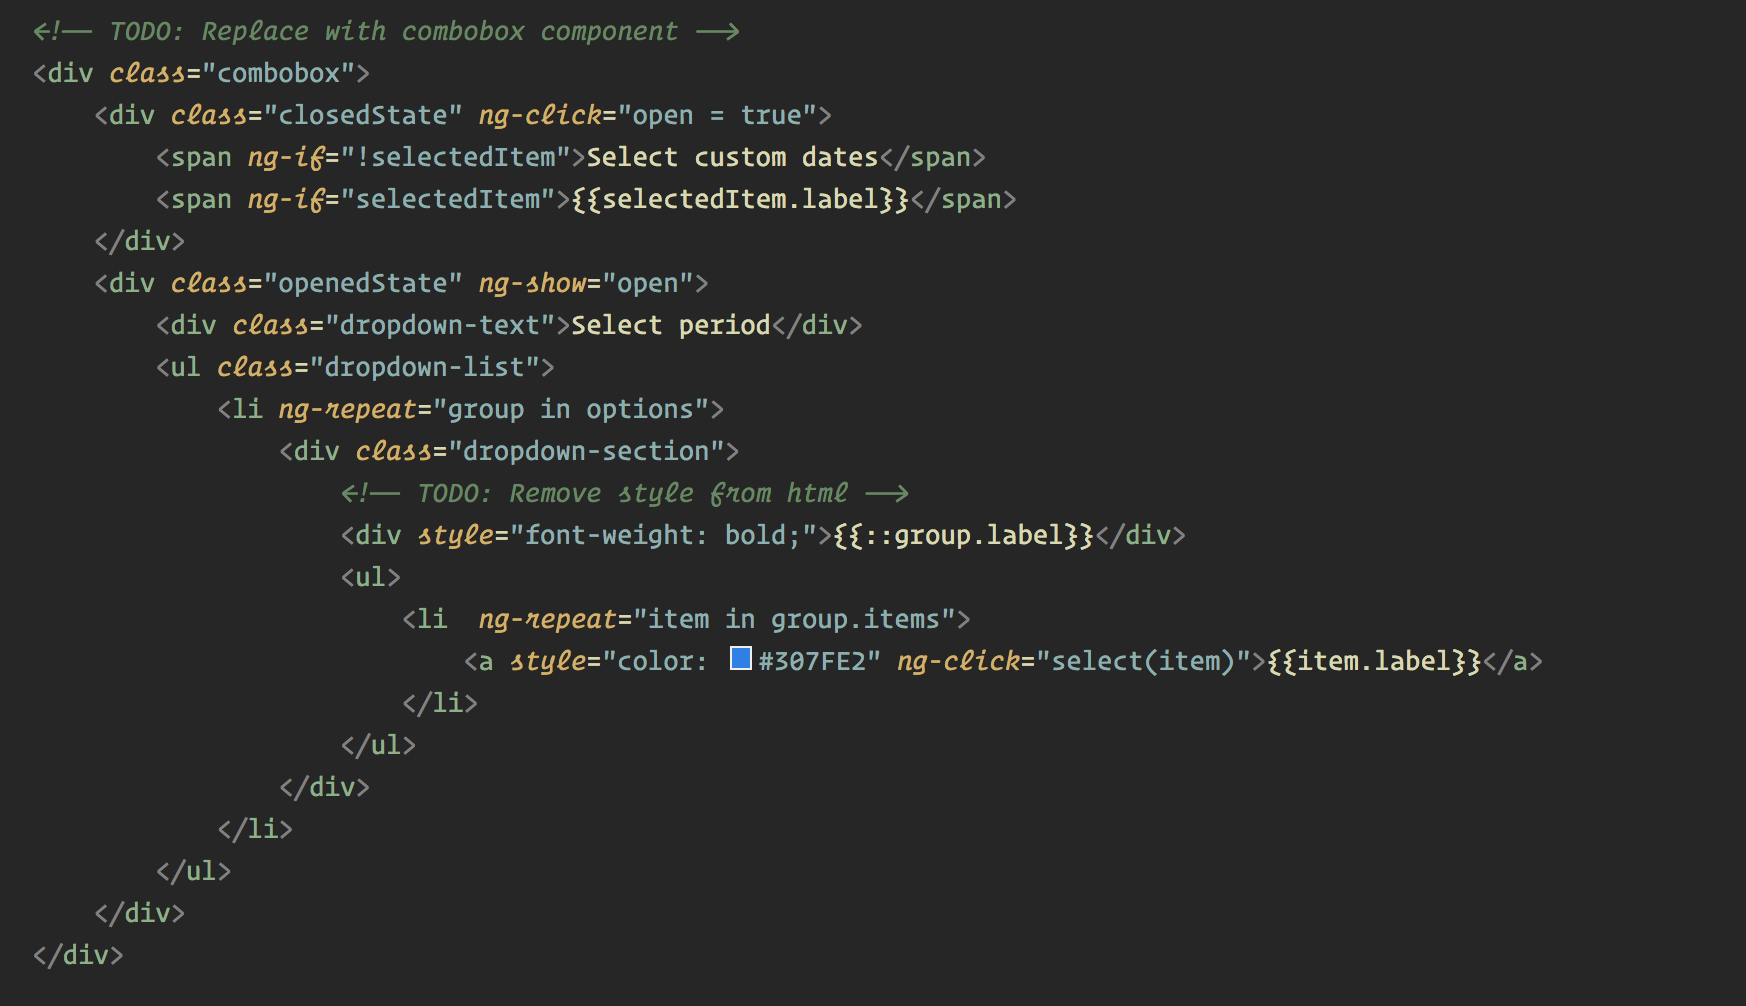 <!-- TODO: Replace with combobox component -->
<div class="combobox">
    <div class="closedState" ng-click="open = true">
        <span ng-if="!selectedItem">Select custom dates</span>
        <span ng-if="selectedItem">{{selectedItem.label}}</span>
    </div>
    <div class="openedState" ng-show="open">
        <div class="dropdown-text">Select period</div>
        <ul class="dropdown-list">
            <li ng-repeat="group in options">
                <div class="dropdown-section">
                    <!-- TODO: Remove style from html -->
                    <div style="font-weight: bold;">{{::group.label}}</div>
                    <ul>
                        <li  ng-repeat="item in group.items">
                            <a style="color: #307FE2" ng-click="select(item)">{{item.label}}</a>
                        </li>
                    </ul>
                </div>
            </li>
        </ul>
    </div>
</div>